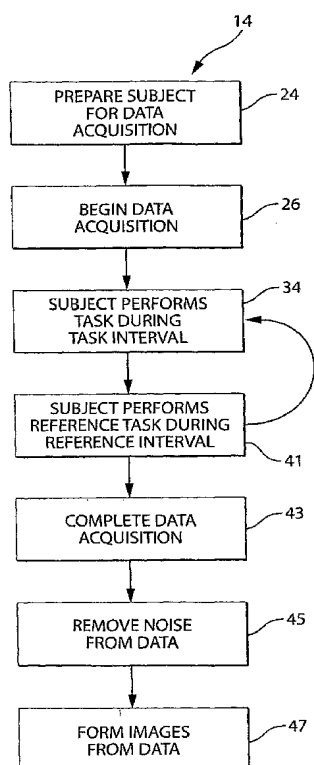 14
PREPARE SUBJECT
FOR DATA
ACQUISITION
24
BEGIN DATA
ACQUISITION
26
SUBJECT PERFORMS
TASK DURING
TASK INTERVAL
34
SUBJECT PERFORMS
REFERENCE TASK DURING
REFERENCE INTERVAL
41
COMPLETE DATA
ACQUISITION
43
REMOVE NOISE
FROM DATA
45
FORM IMAGES
FROM DATA
47